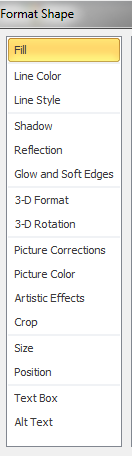 Format Shape
Fill
Line Color
Line Style
Shadow
Reflection
Glow and Soft Edges
3-D Format
3-D Rotation
Picture Corrections
Picture Color
Artistic Effects
Crop
Size
Position
Text Box
Alt Text